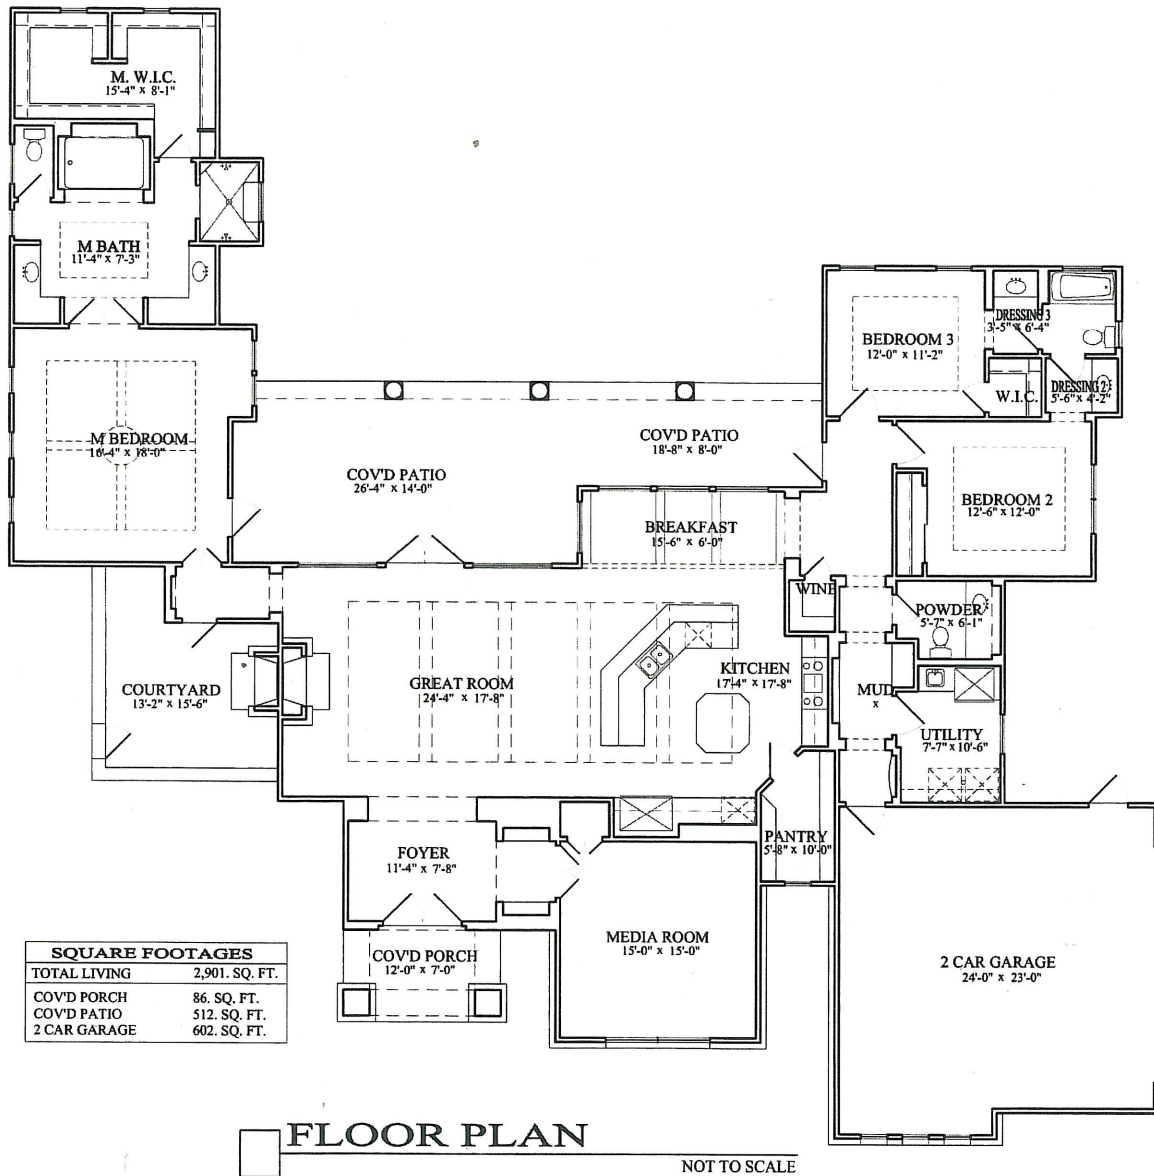 M. W.I.C.
15'-4" x 8'-1"
M BATH
11'-4" x 7'-3"
M BEDROOM
16'-4" x 18'-0"
COV'D PATIO
26'-4" x 14'-0"
COV'D PATIO
18'-8" x 8'-0"
BEDROOM 3
12'-0" x 11'-2"
DRESSING 3
3'-5" x 6'-4"
W.I.C.
DRESSING 2
5'-6" x 4'-2"
BEDROOM 2
12'-6" x 12'-0"
BREAKFAST
15'-6" x 6'-0"
WINE
POWDER
5'-7" x 6'-1"
COURTYARD
13'-2" x 15'-6"
GREAT ROOM
24'-4" x 17'-8"
KITCHEN
17'-4" x 17'-8"
MUD
x
UTILITY
7'-7" x 10'-6"
FOYER
11'-4" x 7'-8"
PANTRY
5'-8" x 10'-0"
COV'D PORCH
12'-0" x 7'-0"
MEDIA ROOM
15'-0" x 15'-0"
2 CAR GARAGE
24'-0" x 23'-0"
SQUARE FOOTAGES
TOTAL LIVING 2,901. SQ. FT.
COV'D PORCH 86. SQ. FT.
COV'D PATIO 512. SQ. FT.
2 CAR GARAGE 602. SQ. FT.
FLOOR PLAN
NOT TO SCALE